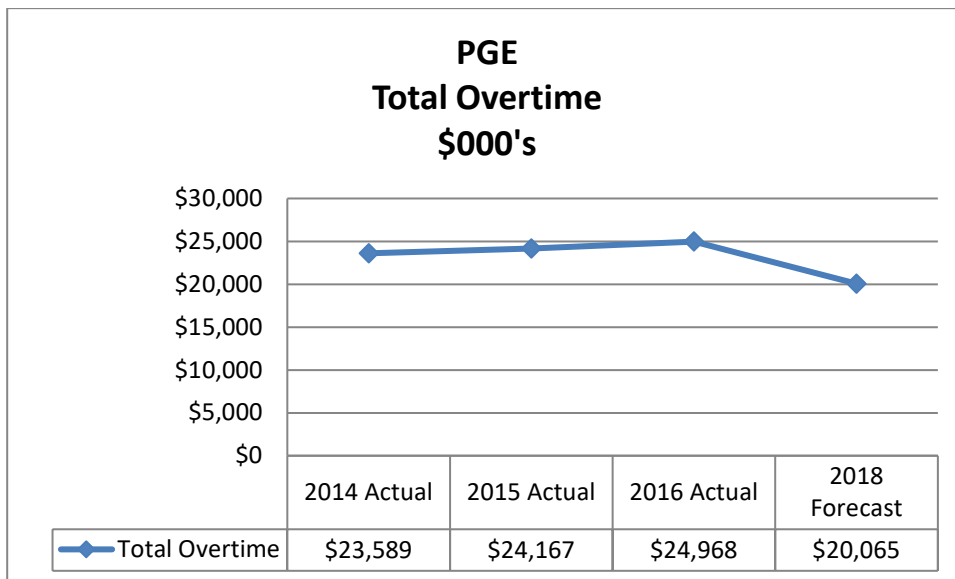 PGE
Total Overtime
$000's
$30,000
$25,000
$20,000
$15,000
$10,000
$5,000
$0
2014 Actual 2015 Actual 2016 Actual 2018 Forecast
Total Overtime $23,589 $24,167 $24,968 $20,065